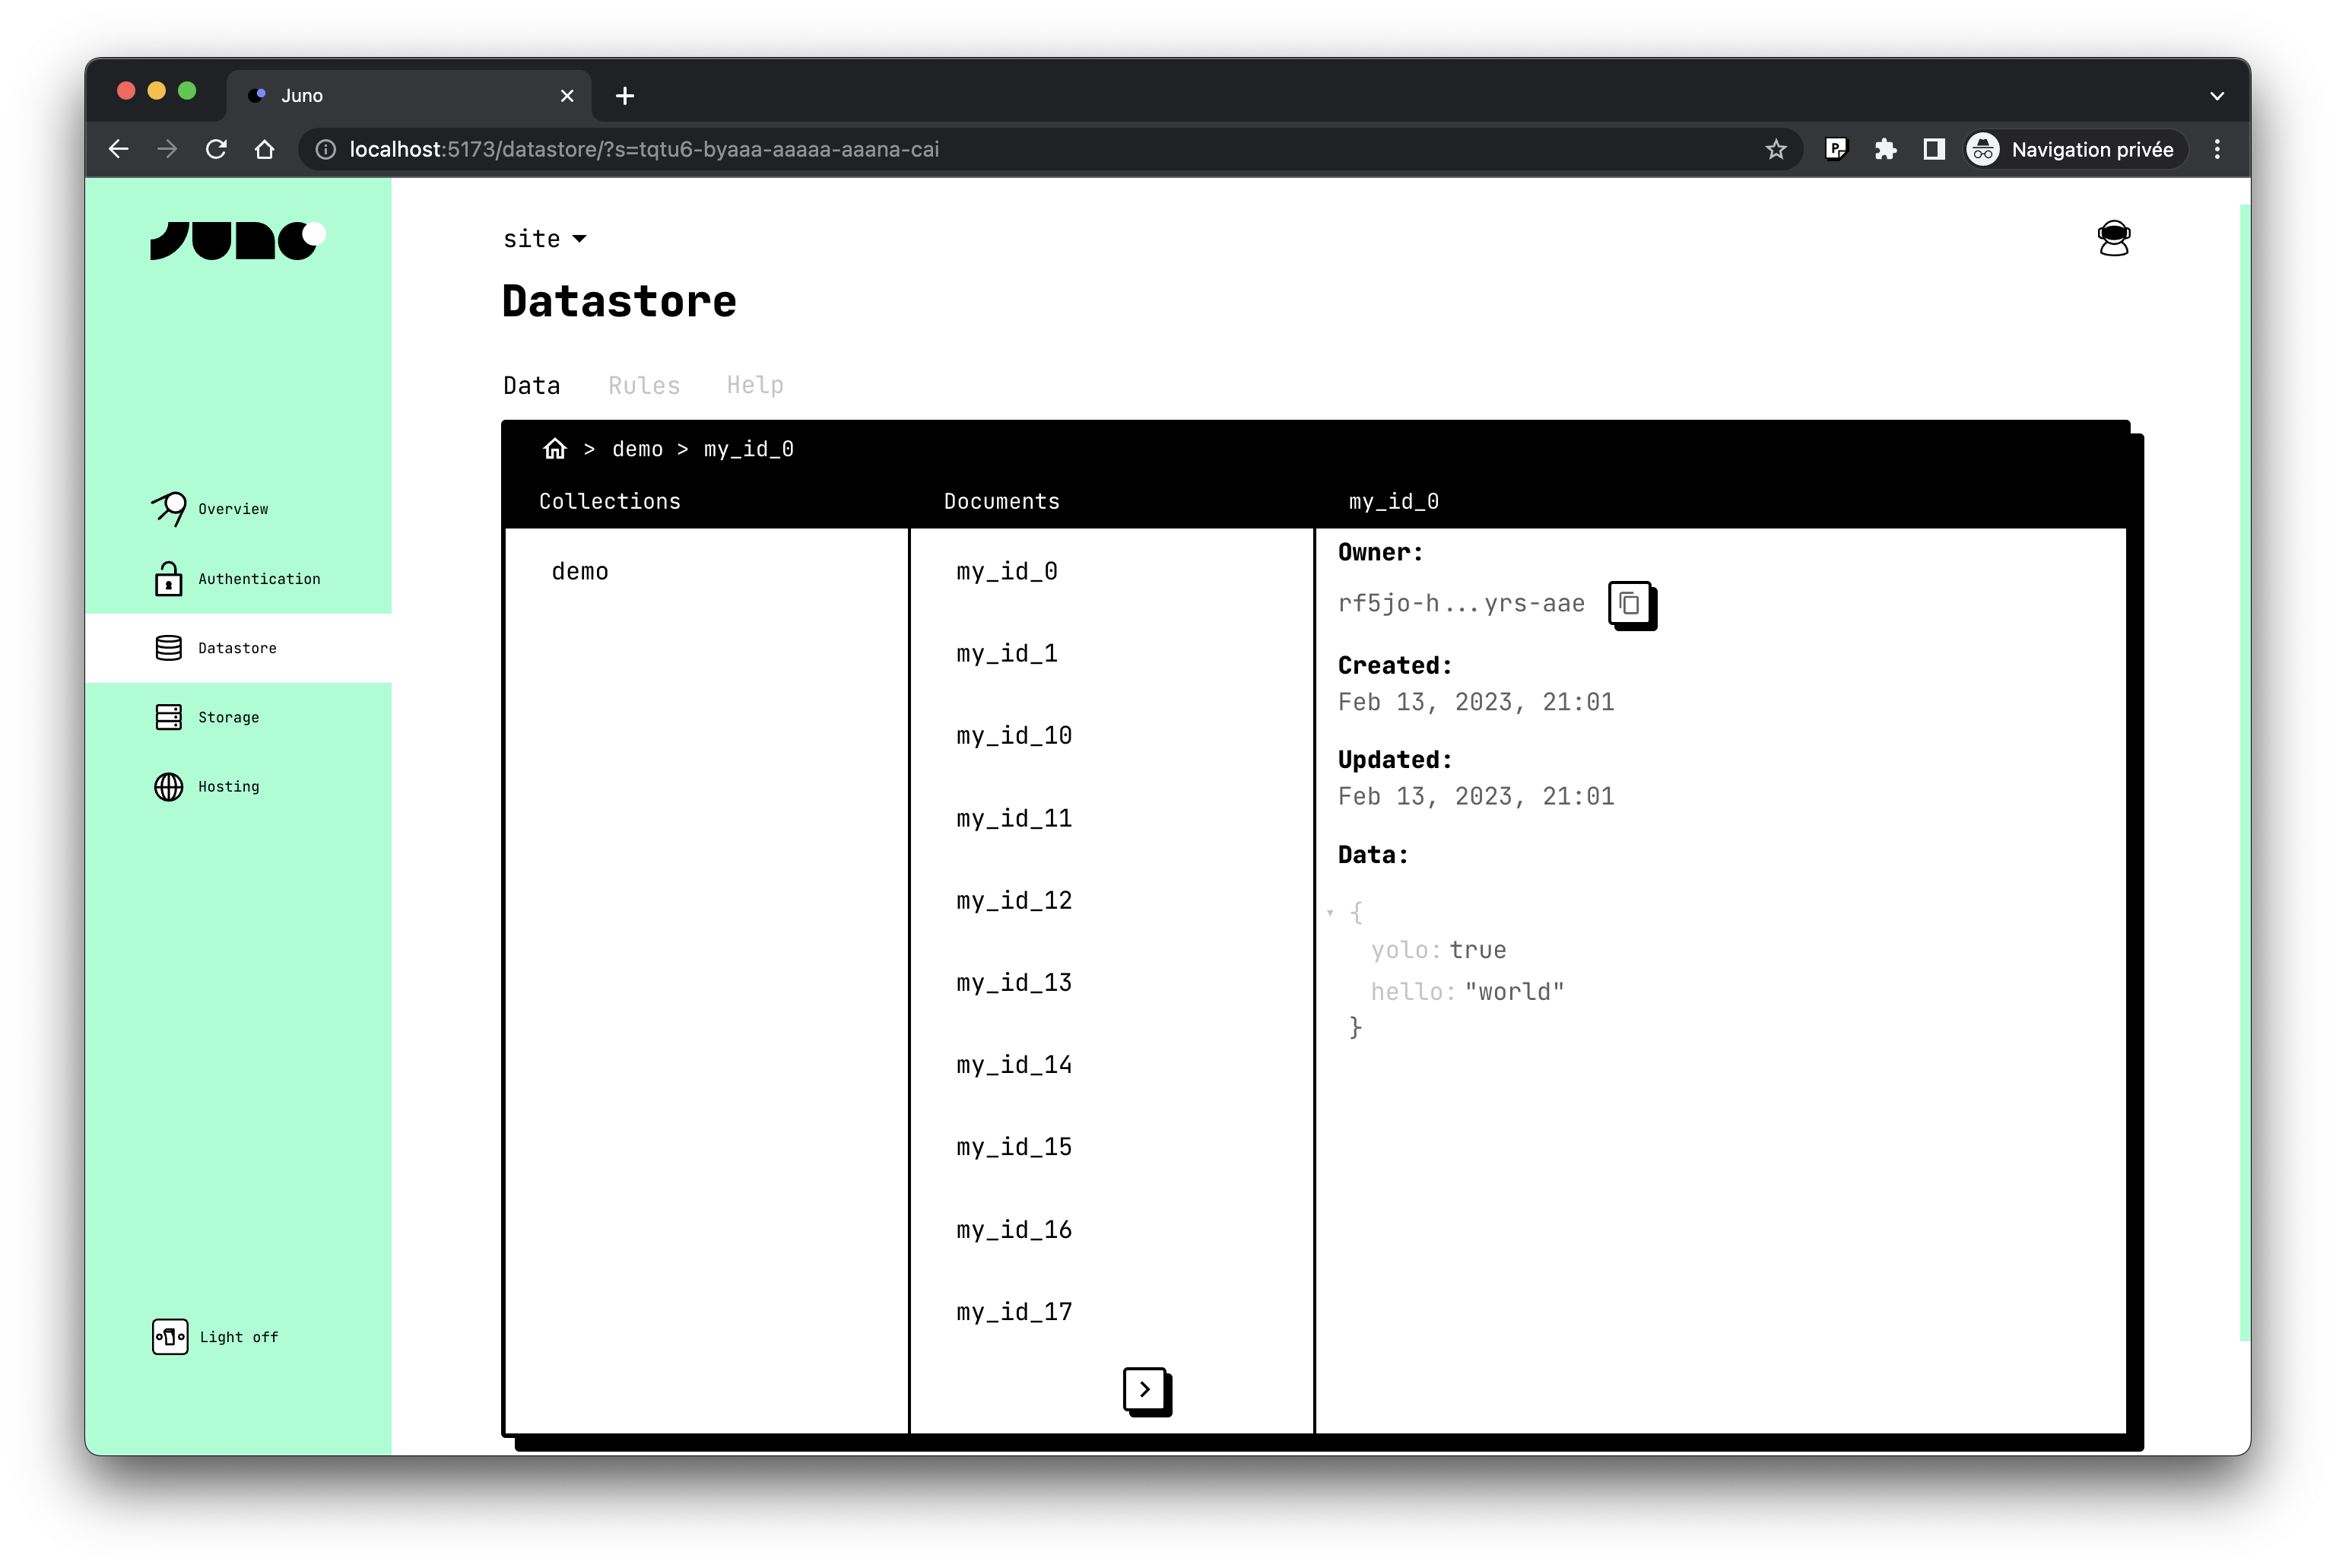 Juno
localhost:5173/datastore/?s=tqtu6-byaaa-aaaaa-aaana-cai
Navigation privée
JUNO
Overview
Authentication
Datastore
Storage
Hosting
Light off
site
Datastore
Data Rules Help
> demo > my_id_0
Collections Documents my_id_0
demo
my_id_0
my_id_1
my_id_10
my_id_11
my_id_12
my_id_13
my_id_14
my_id_15
my_id_16
my_id_17
Owner:
rf5jo-h...yrs-aae
Created:
Feb 13, 2023, 21:01
Updated:
Feb 13, 2023, 21:01
Data:
{
yolo: true
hello: "world"
}